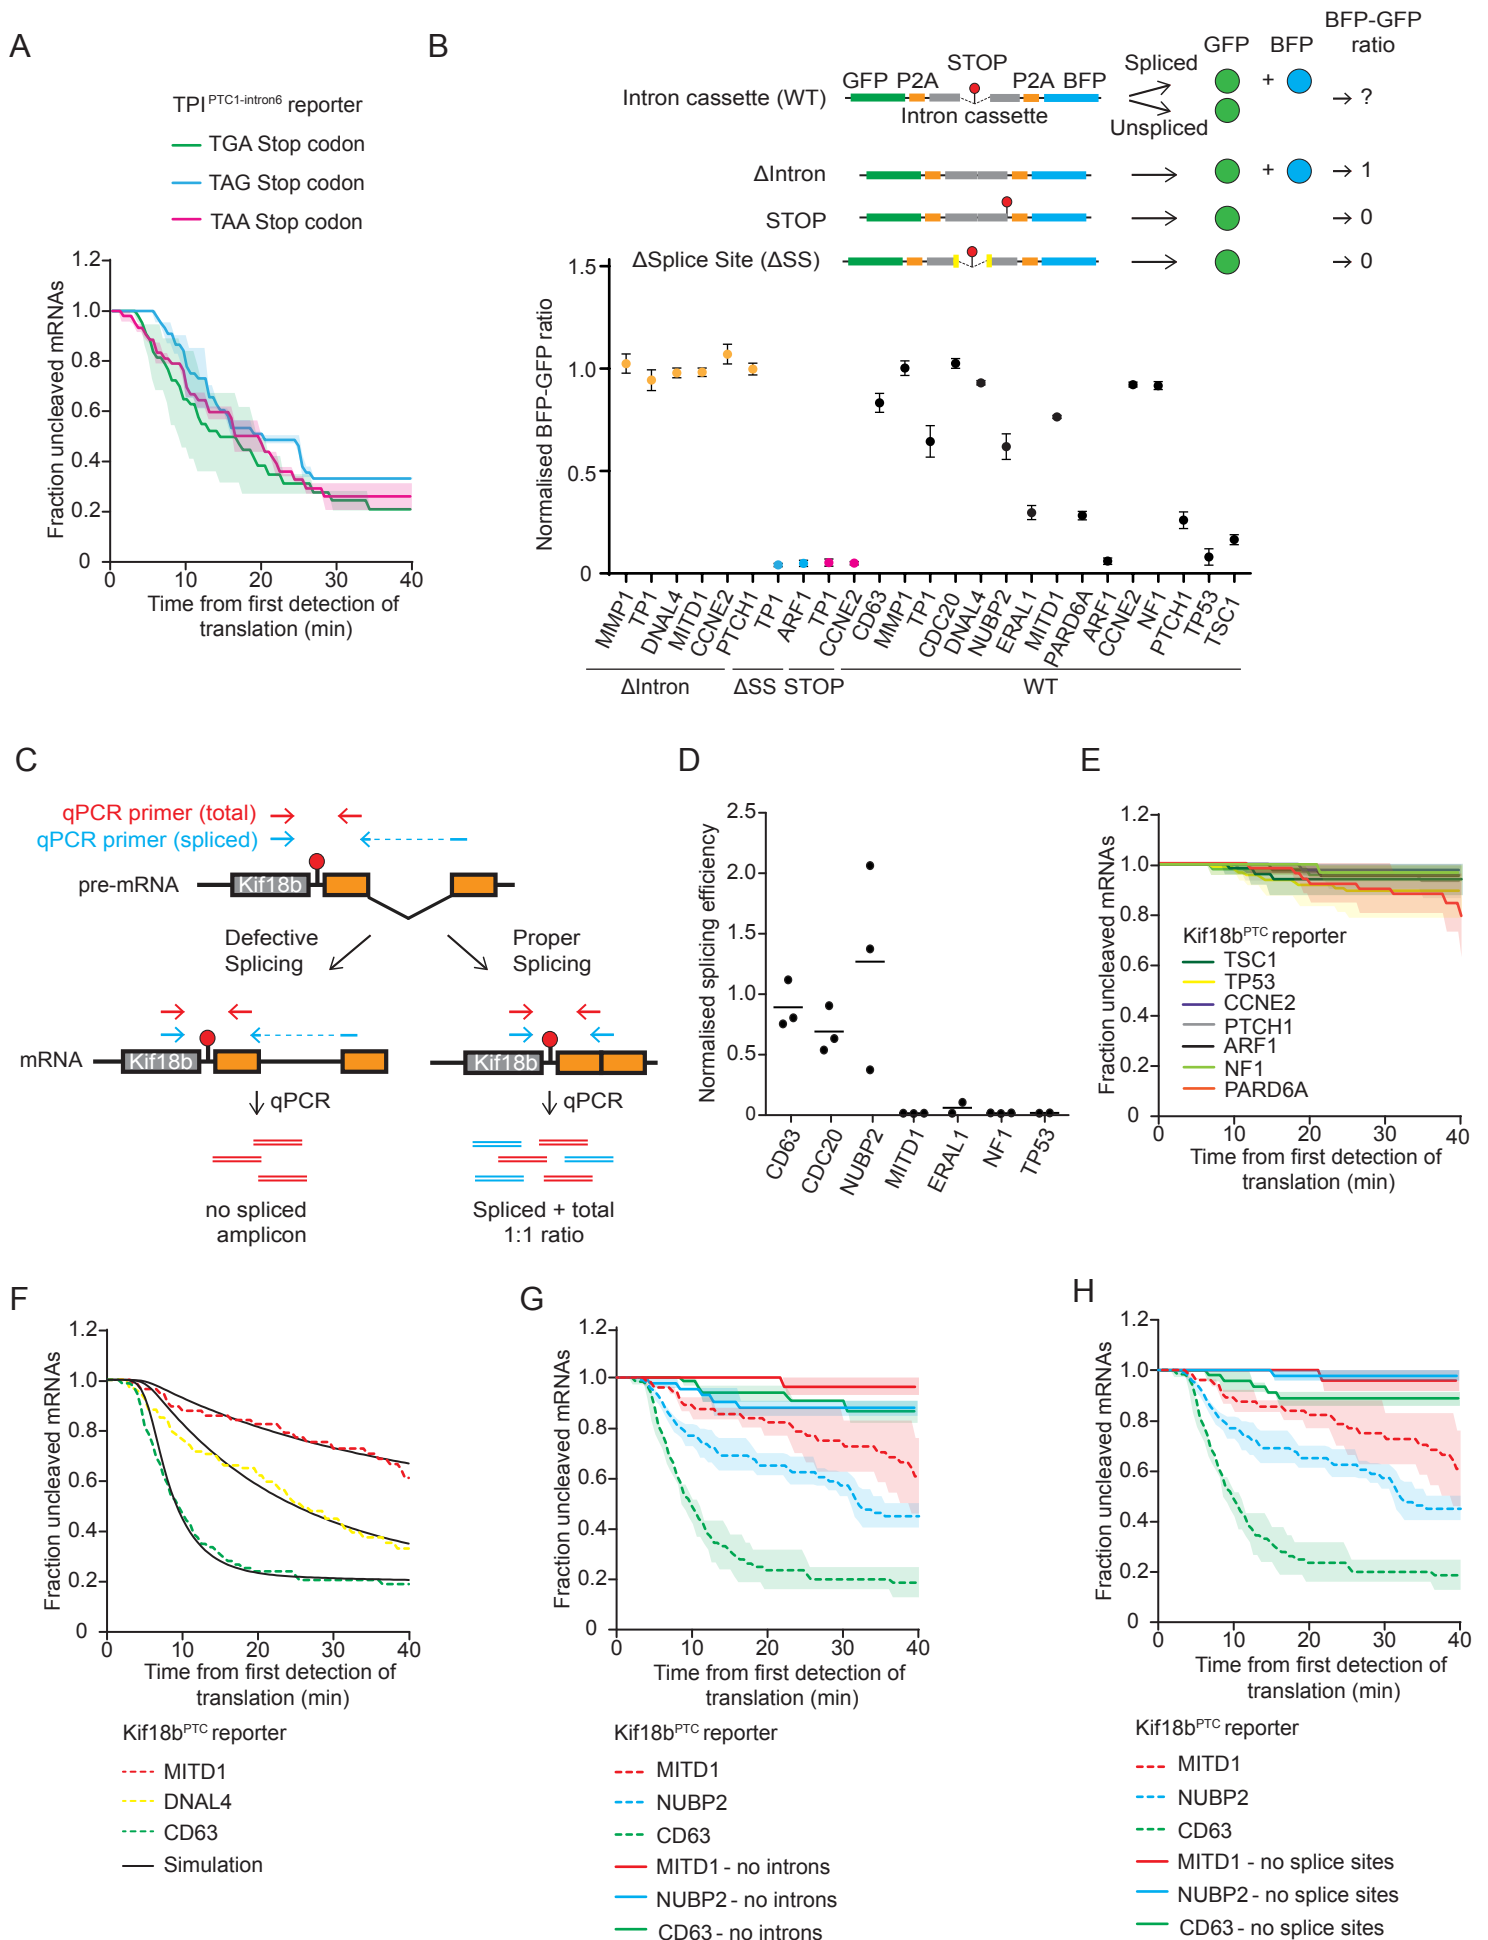 A
TPI PTC1-intron6 reporter
TGA Stop codon
TAG Stop codon
TAA Stop codon
Fraction uncleaved mRNAs
1.2
1.0
0.8
0.6
0.4
0.2
0
0 10 20 30 40
Time from first detection of
translation (min)
B
BFP-GFP
ratio
GFP BFP
STOP
GFP P2A P2A BFP
Spliced
Intron cassette (WT)
Intron cassette
Unspliced
+
?
ΔIntron
+
1
STOP
0
ΔSplice Site (ΔSS)
0
Normalised BFP-GFP ratio
1.5
1.0
0.5
0
MMP1 TP1 DNAL4 MITD1 CCNE2 PTCH1 TP1 ARF1 TP1 CCNE2 CD63 MMP1 TP1 CDC20 DNAL4 NUBP2 ERAL1 MITD1 PARD6A ARF1 CCNE2 NF1 PTCH1 TP53 TSC1
ΔIntron ΔSS STOP WT
C
qPCR primer (total)
qPCR primer (spliced)
pre-mRNA
Kif18b
Defective
Splicing
Proper
Splicing
mRNA
Kif18b
Kif18b
qPCR
qPCR
no spliced
amplicon
Spliced + total
1:1 ratio
D
Normalised splicing efficiency
2.5
2.0
1.5
1.0
0.5
0
CD63 CDC20 NUBP2 MITD1 ERAL1 NF1 TP53
E
Fraction uncleaved mRNAs
1.2
1.0
0.8
0.6
0.4
0.2
0
Kif18bPTC reporter
TSC1
TP53
CCNE2
PTCH1
ARF1
NF1
PARD6A
0 10 20 30 40
Time from first detection of
translation (min)
F
Fraction uncleaved mRNAs
1.2
1.0
0.8
0.6
0.4
0.2
0
0 10 20 30 40
Time from first detection of
translation (min)
Kif18bPTC reporter
MITD1
DNAL4
CD63
Simulation
G
Fraction uncleaved mRNAs
1.2
1.0
0.8
0.6
0.4
0.2
0
0 10 20 30 40
Time from first detection of
translation (min)
Kif18bPTC reporter
MITD1
NUBP2
CD63
MITD1 - no introns
NUBP2 - no introns
CD63 - no introns
H
Fraction uncleaved mRNAs
1.2
1.0
0.8
0.6
0.4
0.2
0
0 10 20 30 40
Time from first detection of
translation (min)
Kif18bPTC reporter
MITD1
NUBP2
CD63
MITD1 - no splice sites
NUBP2 - no splice sites
CD63 - no splice sites